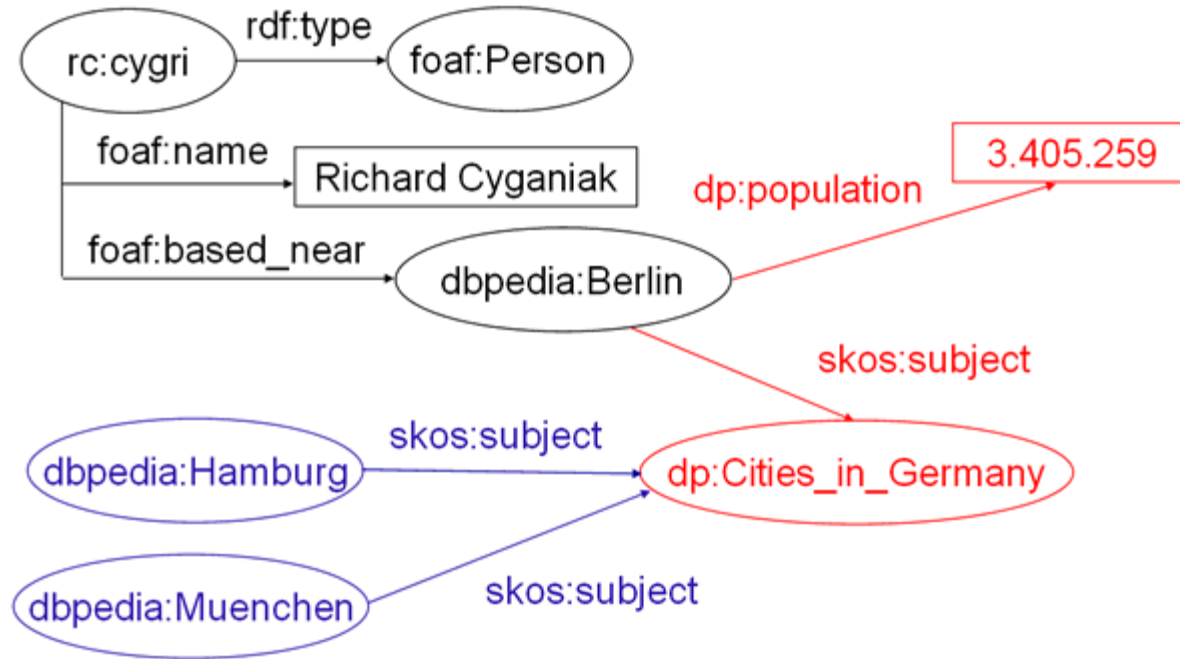 rdf:type
rc:cygri
foaf:Person
foaf:name
Richard Cyganiak
3.405.259
dp:population
foaf:based_near
dbpedia:Berlin
skos:subject
skos:subject
dbpedia:Hamburg
dp:Cities_in_Germany
skos:subject
dbpedia:Muenchen